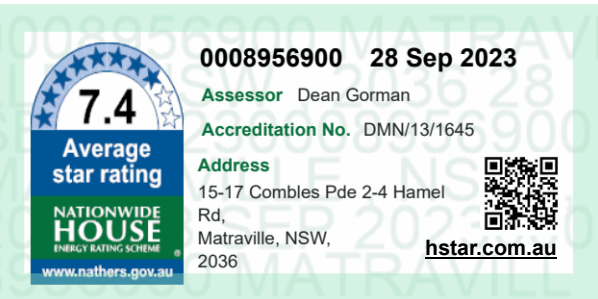 0008956900 28 Sep 2023
7.4
Average
star rating
NATIONWIDE
HOUSE
ENERGY RATING SCHEME
®
www.nathers.gov.au
Assessor Dean Gorman
Accreditation No. DMN/13/1645
Address
15-17 Combles Pde 2-4 Hamel
Rd,
Matraville, NSW,
2036
hstar.com.au